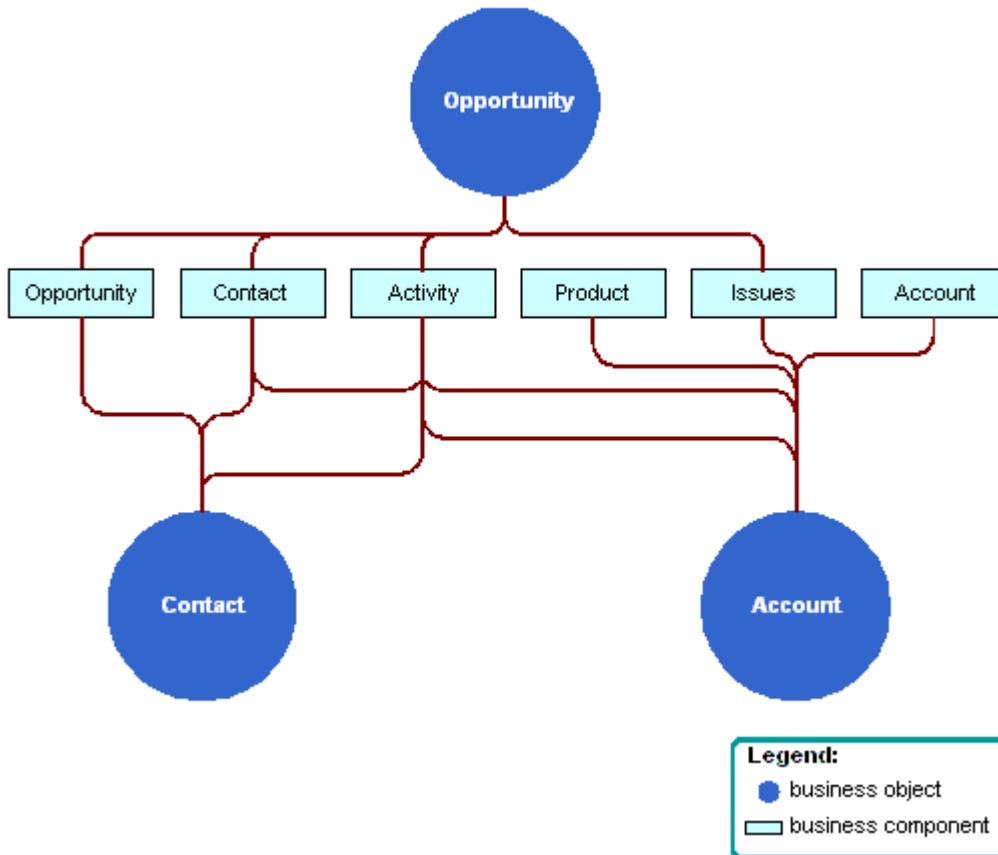 Opportunity
Opportunity
Contact
Activity
Product
Issues
Account
Contact
Account
Legend:
business object
business component